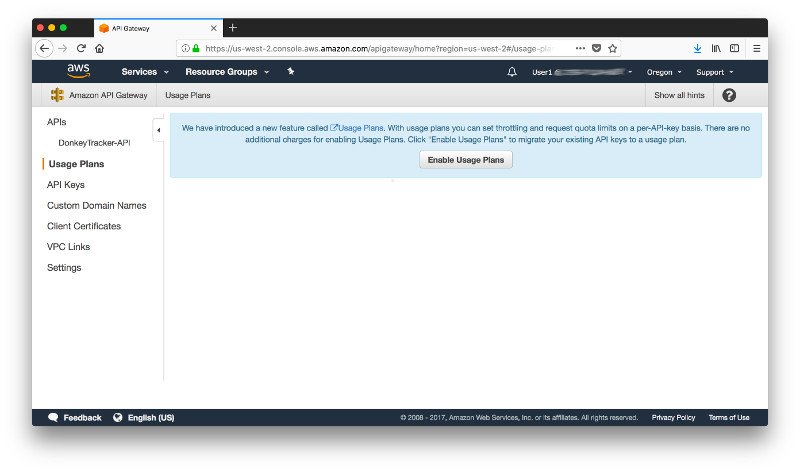 API Gateway
https://us-west-2.console.aws.amazon.com/apigateway/home?region=us-west-2#/usage-plan
aws Services Resource Groups User1 Oregon Support
Amazon API Gateway Usage Plans Show all hints ?
APIs
DonkeyTracker-API
Usage Plans
API Keys
Custom Domain Names
Client Certificates
VPC Links
Settings
We have introduced a new feature called Usage Plans. With usage plans you can set throttling and request quota limits on a per-API-key basis. There are no
additional charges for enabling Usage Plans. Click "Enable Usage Plans" to migrate your existing API keys to a usage plan.
Enable Usage Plans
Feedback English (US) © 2008 - 2017, Amazon Web Services, Inc. or its affiliates. All rights reserved. Privacy Policy Terms of Use